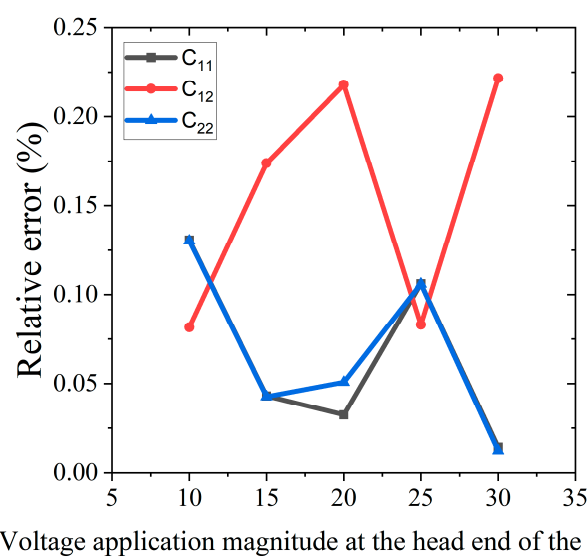 0.25
0.20
0.15
0.10
0.05
0.00
Relative error (%)
C₁₁
C₁₂
C₂₂
5 10 15 20 25 30 35
Voltage application magnitude at the head end of the